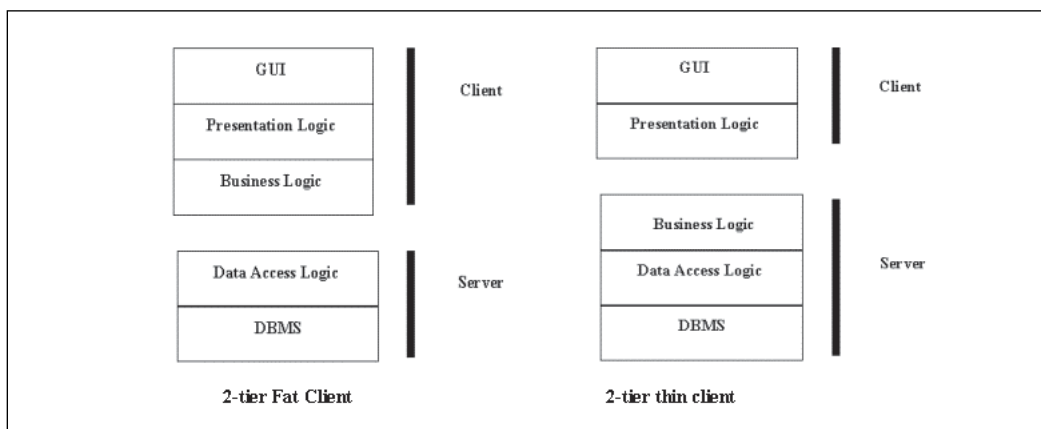 GUI
Presentation Logic
Business Logic
Client
Data Access Logic
DBMS
Server
2-tier Fat Client
GUI
Presentation Logic
Client
Business Logic
Data Access Logic
DBMS
Server
2-tier thin client